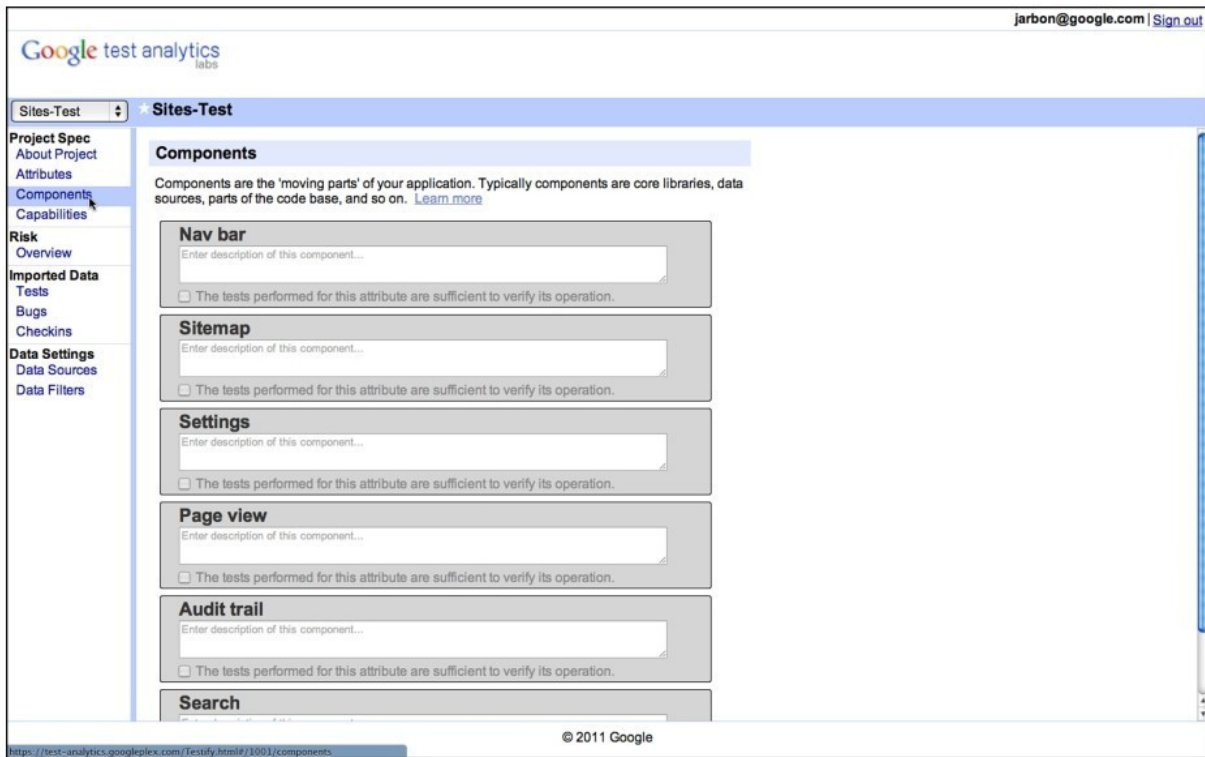 jarbon@google.com | Sign out
Google test analytics
labs
Sites-Test
Sites-Test
Project Spec
About Project
Attributes
Components
Capabilities
Risk
Overview
Imported Data
Tests
Bugs
Checkins
Data Settings
Data Sources
Data Filters
Components
Components are the 'moving parts' of your application. Typically components are core libraries, data
sources, parts of the code base, and so on. Learn more
Nav bar
Enter description of this component...
The tests performed for this attribute are sufficient to verify its operation.
Sitemap
Enter description of this component...
The tests performed for this attribute are sufficient to verify its operation.
Settings
Enter description of this component...
The tests performed for this attribute are sufficient to verify its operation.
Page view
Enter description of this component...
The tests performed for this attribute are sufficient to verify its operation.
Audit trail
Enter description of this component...
The tests performed for this attribute are sufficient to verify its operation.
Search
© 2011 Google
https://test-analytics.googleplex.com/Testify.html#/1001/components